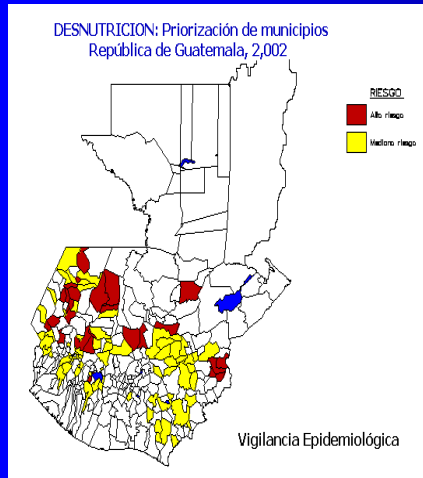 DESNUTRICION: Priorización de municipios
República de Guatemala, 2,002
RIESGO
Alto riesgo
Mediano riesgo
Vigilancia Epidemiológica